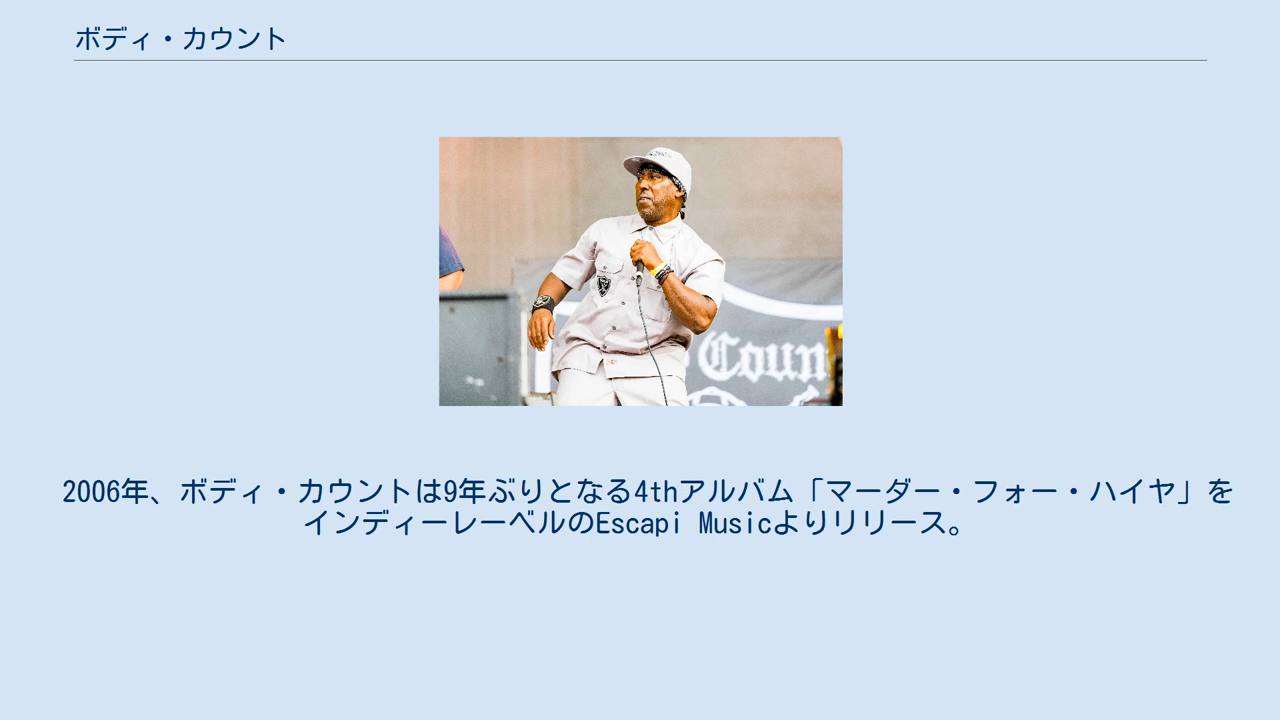 ボディ・カウント
Coun
2006年、ボディ・カウントは9年ぶりとなる4thアルバム「マーダー・フォー・ハイヤ」を
インディーレーベルのEscapi Musicよりリリース。